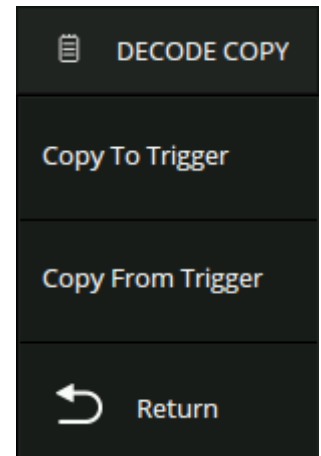 DECODE COPY
Copy To Trigger
Copy From Trigger
Return